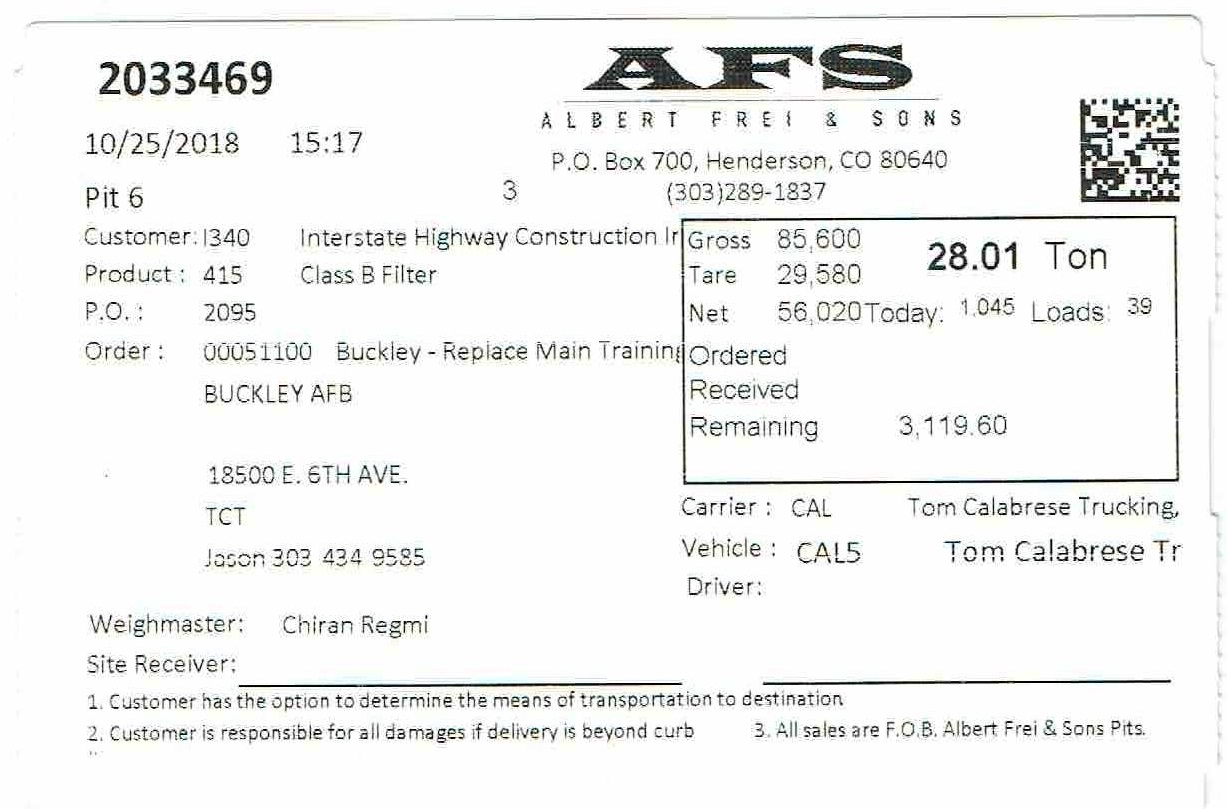 2033469
AFS
ALBERT FREI & SONS
10/25/2018 15:17
P.O. Box 700, Henderson, CO 80640
Pit 6 3 (303)289-1837
Customer: I340 Interstate Highway Construction Ir
Product : 415 Class B Filter
P.O. : 2095
Order : 00051100 Buckley - Replace Main Training
BUCKLEY AFB
18500 E. 6TH AVE.
TCT
Jason 303 434 9585
Gross 85,600 28.01 Ton
Tare 29,580
Net 56,020 Today: 1.045 Loads: 39
Ordered
Received
Remaining 3,119.60
Carrier : CAL Tom Calabrese Trucking,
Vehicle : CAL5 Tom Calabrese Tr
Driver:
Weighmaster: Chiran Regmi
Site Receiver:
1. Customer has the option to determine the means of transportation to destination
2. Customer is responsible for all damages if delivery is beyond curb 3. All sales are F.O.B. Albert Frei & Sons Pits.